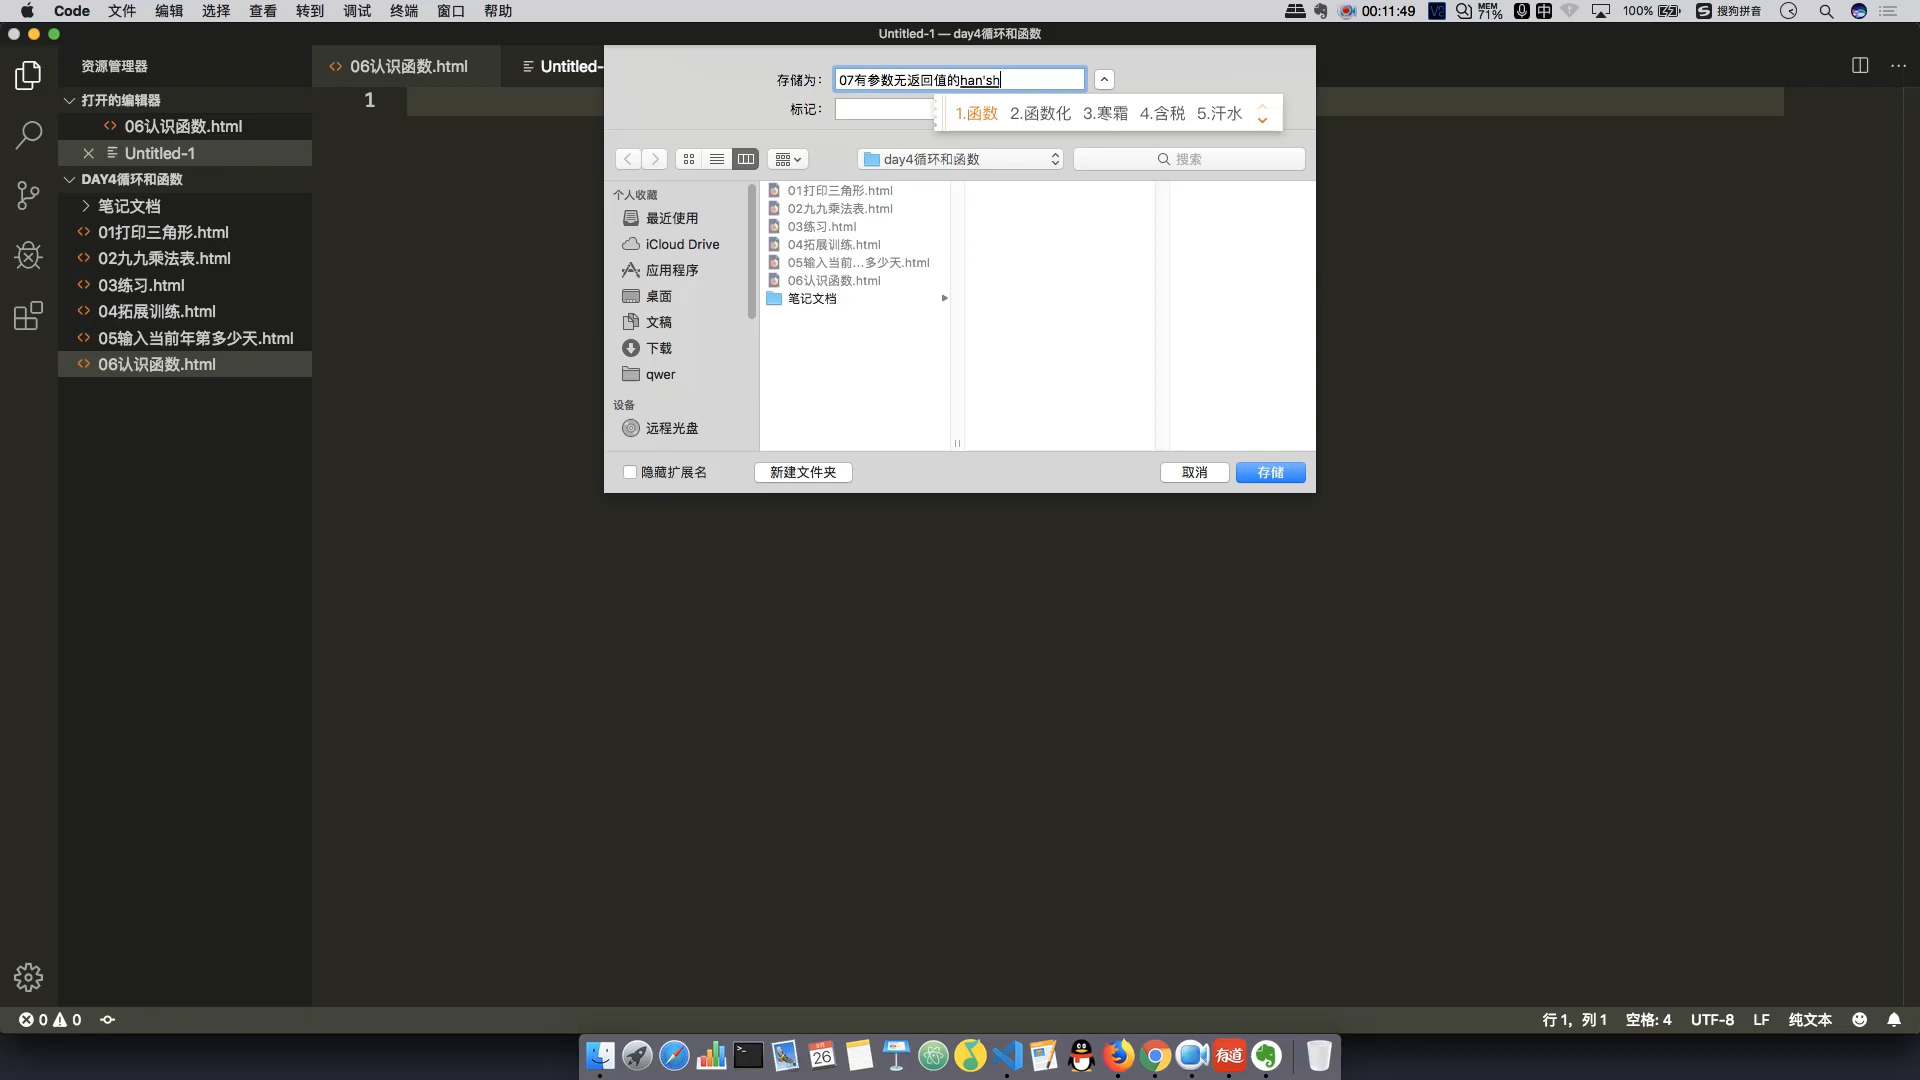 Code 文件 编辑 选择 查看 转到 调试 终端 窗口 帮助 00:11:49 MEM 71% 中 100% 搜狗拼音
Untitled-1 — day4循环和函数
资源管理器
06认识函数.html
Untitled-
打开的编辑器
06认识函数.html
Untitled-1
DAY4循环和函数
笔记文档
01打印三角形.html
02九九乘法表.html
03练习.html
04拓展训练.html
05输入当前年第多少天.html
06认识函数.html
1
存储为: 07有参数无返回值的han'sh
标记:
1.函数 2.函数化 3.寒霜 4.含税 5.汗水
day4循环和函数
搜索
个人收藏
最近使用
iCloud Drive
应用程序
桌面
文稿
下载
qwer
设备
远程光盘
01打印三角形.html
02九九乘法表.html
03练习.html
04拓展训练.html
05输入当前...多少天.html
06认识函数.html
笔记文档
隐藏扩展名
新建文件夹
取消
存储
0 0
行 1，列 1 空格: 4 UTF-8 LF 纯文本
26
有道